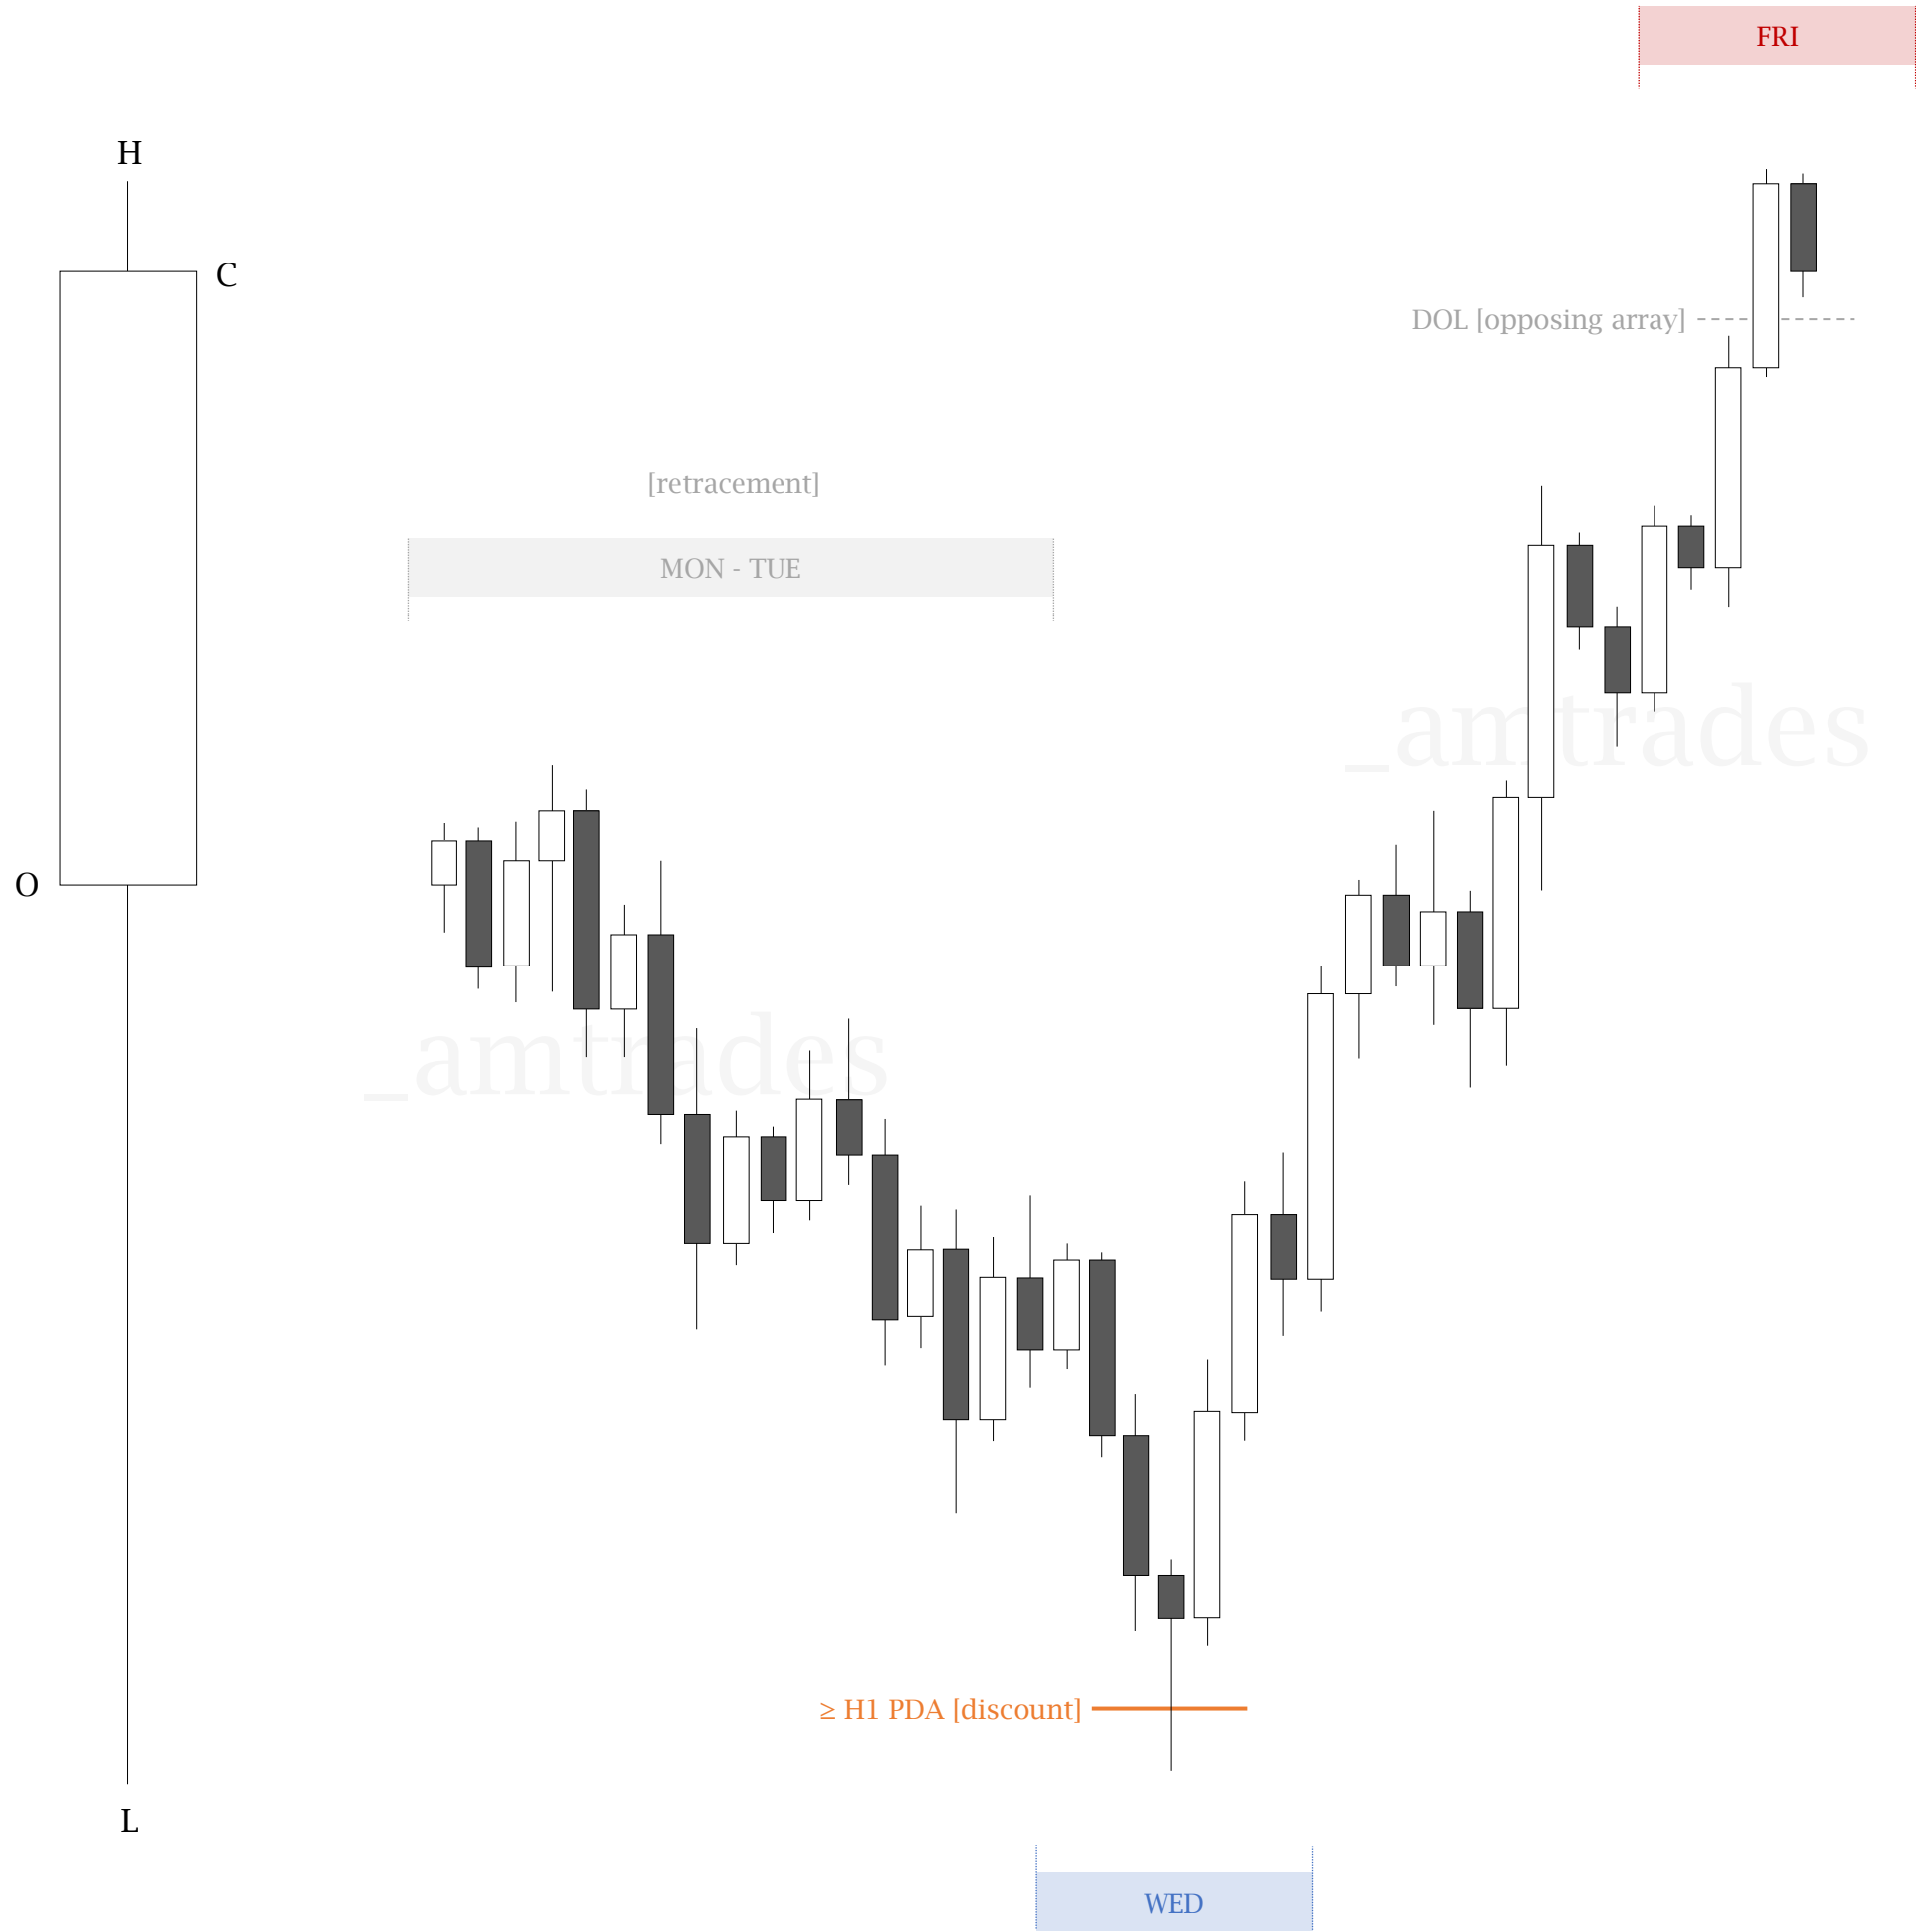 FRI
H
C
DOL [opposing array]
[retracement]
MON - TUE
_amtrades
O
_amtrades
≥ H1 PDA [discount]
L
WED